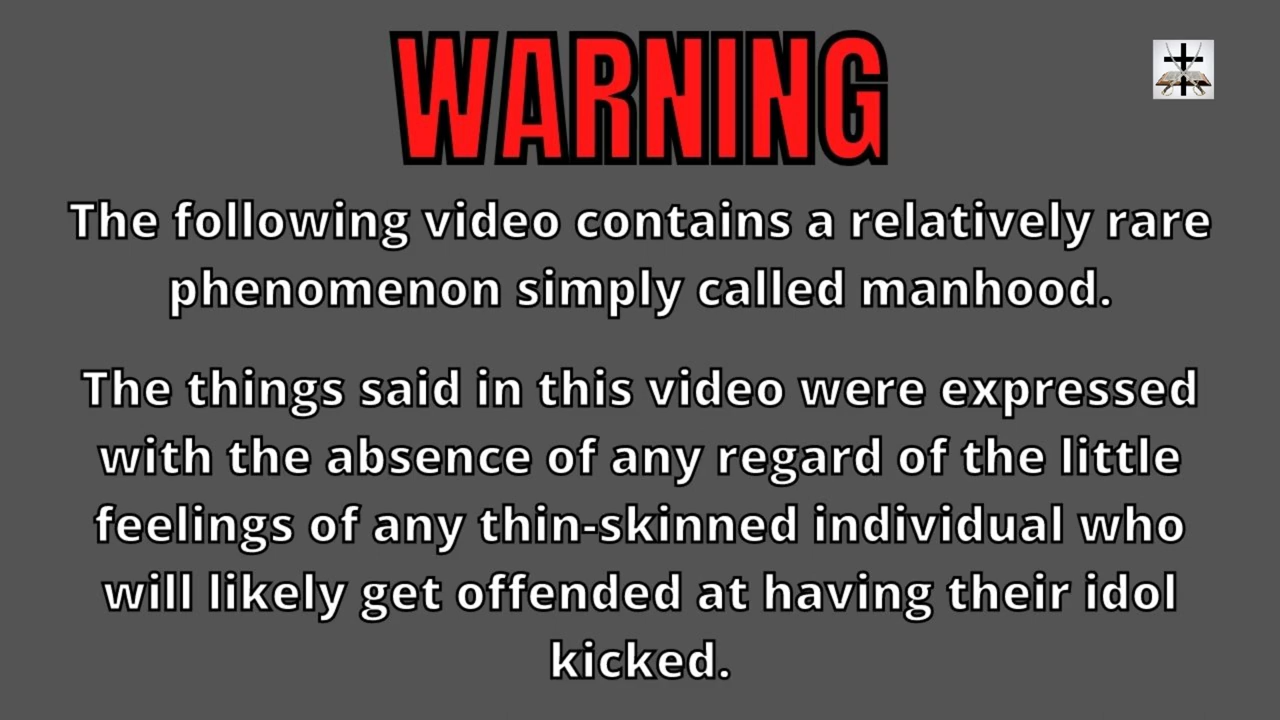 WARNING
The following video contains a relatively rare
phenomenon simply called manhood.
The things said in this video were expressed
with the absence of any regard of the little
feelings of any thin-skinned individual who
will likely get offended at having their idol
kicked.